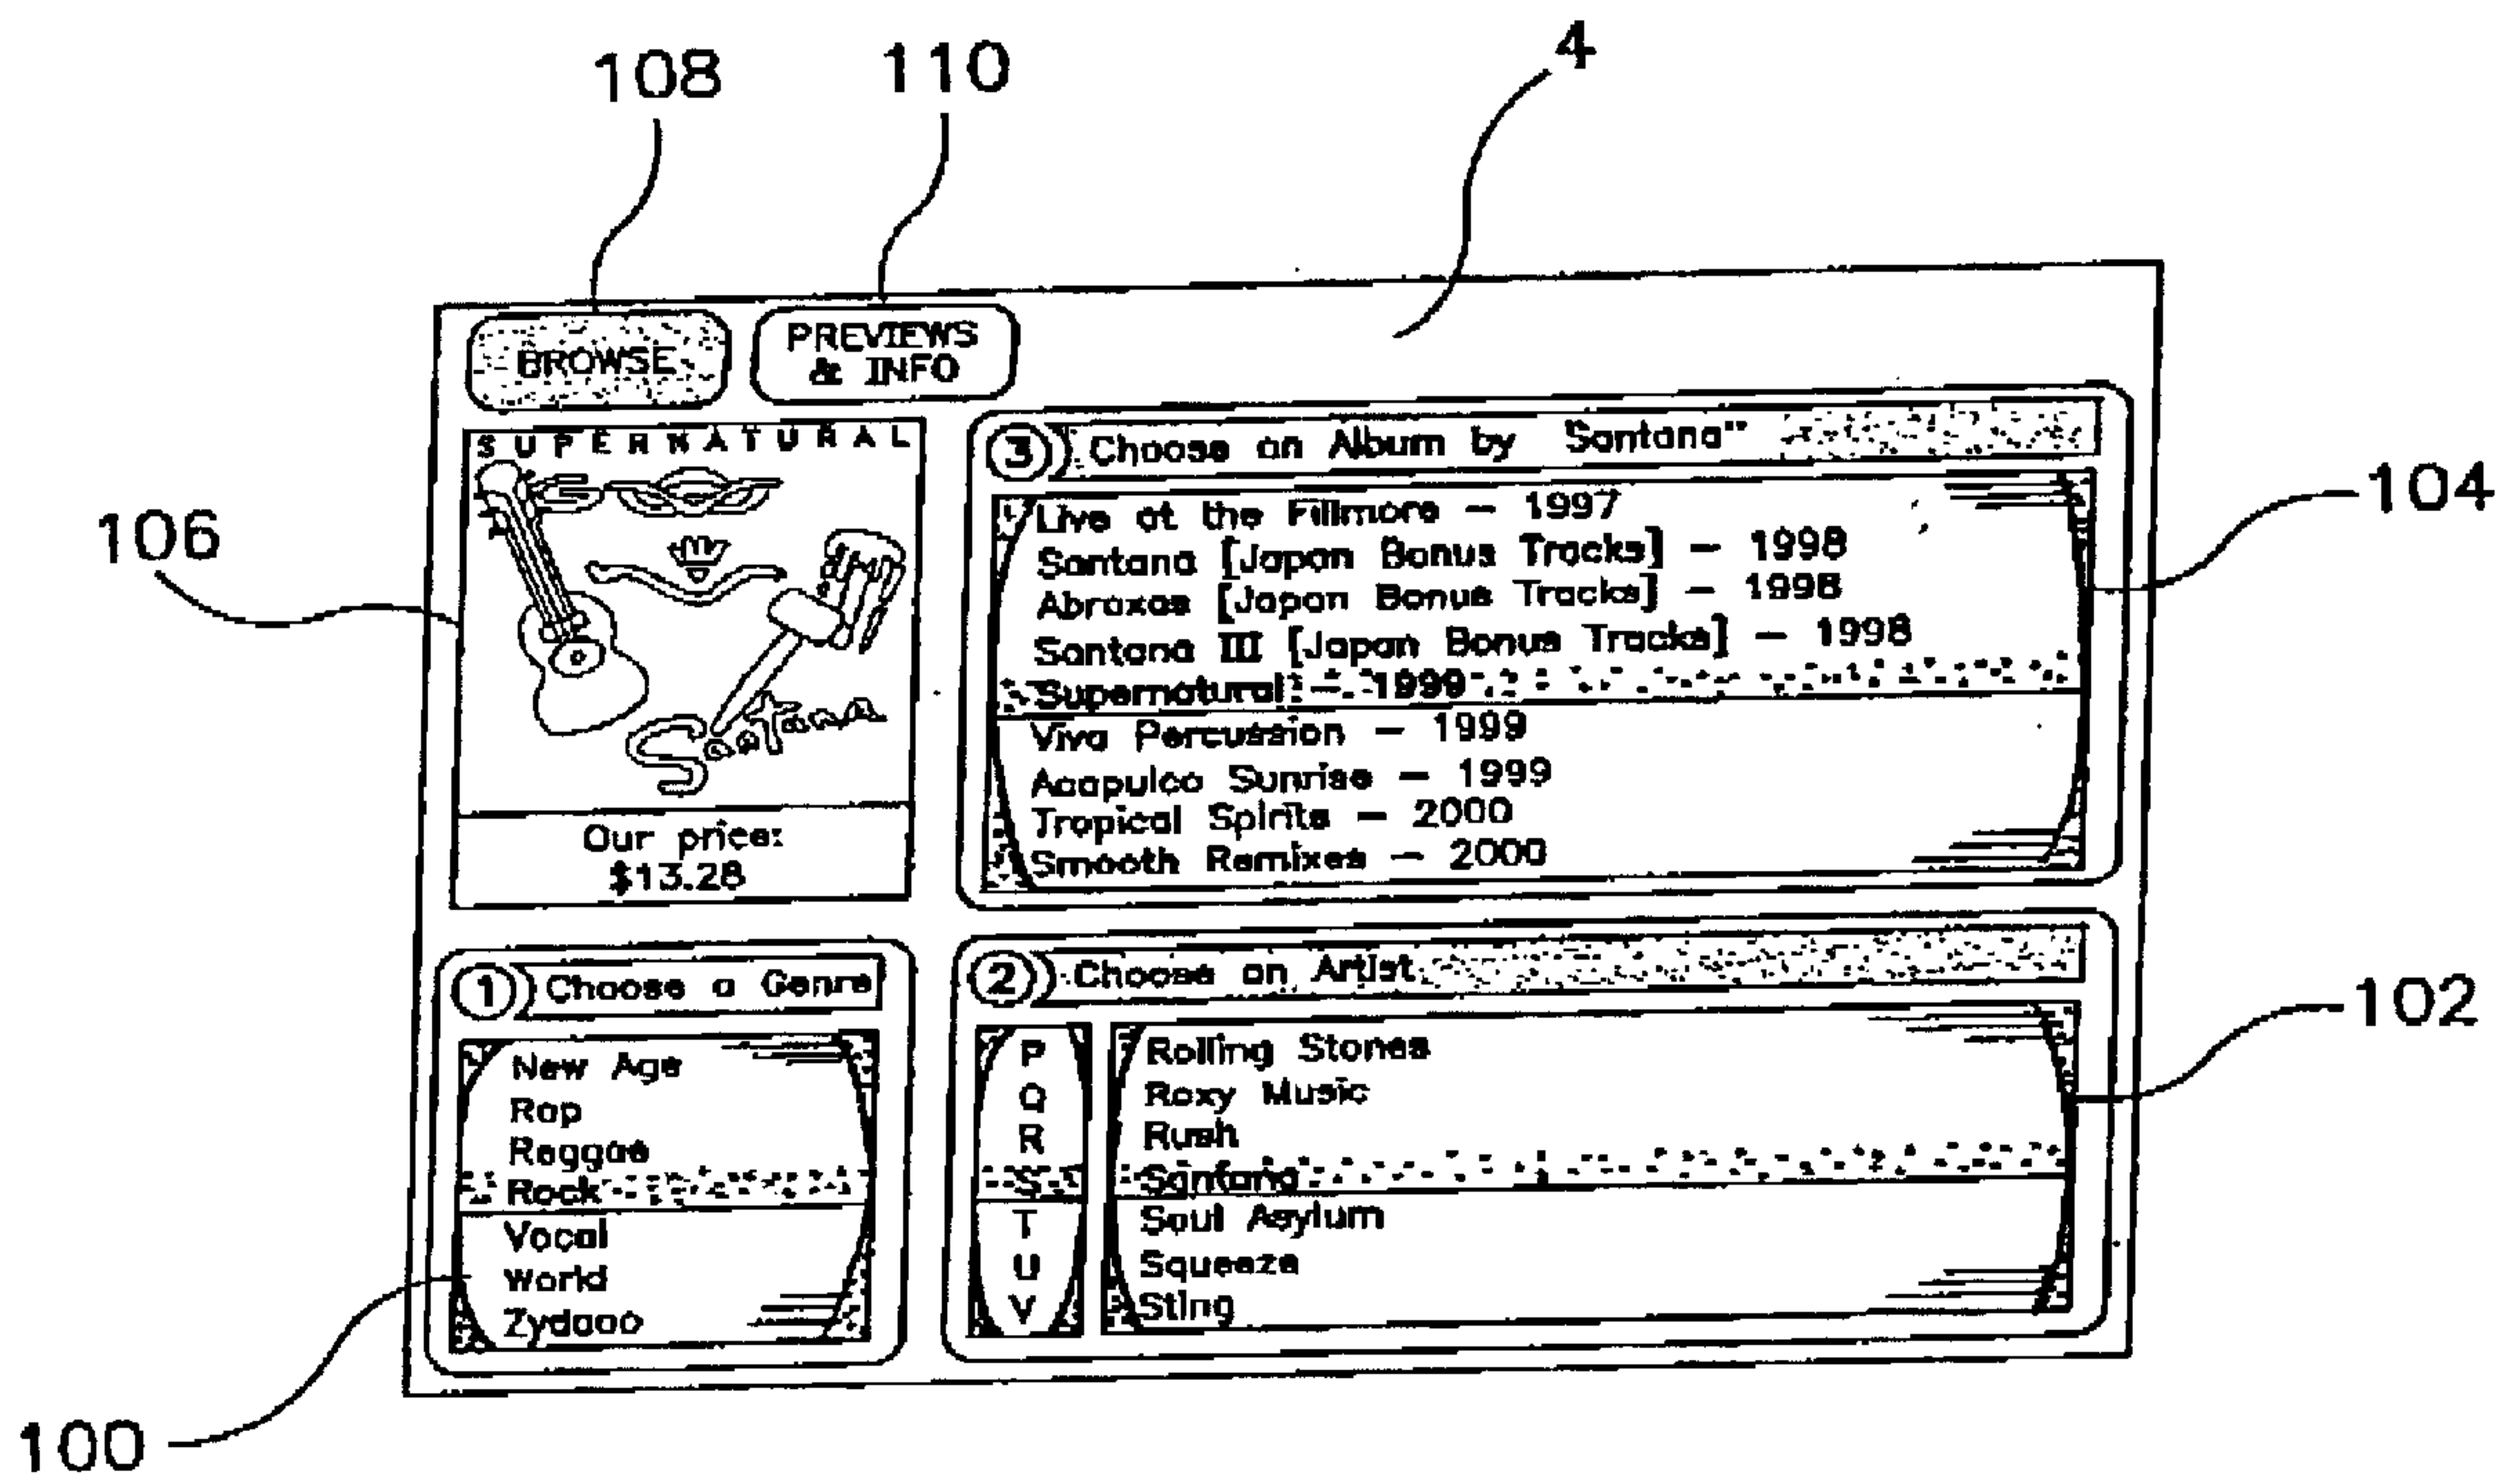 108
110
4
BROWSE
PREVIEWS
& INFO
SUPERNATURAL
106
Our price:
$13.28
3 Choose an Album by "Santana"
104
Live at the Fillmore – 1997
Santana [Japan Bonus Tracks] – 1998
Abraxas [Japan Bonus Tracks] – 1998
Santana III [Japan Bonus Tracks] – 1998
Supernatural – 1999
Viva Percussion – 1999
Acapulco Sunrise – 1999
Tropical Spirits – 2000
Smooth Remixes – 2000
1 Choose a Genre
New Age
Rap
Reggae
Rock
Vocal
World
Zydaoo
100
2 Choose an Artist
102
P
Q
R
S
T
U
V
Rolling Stones
Roxy Music
Rush
Santana
Soul Asylum
Squeeze
Sting